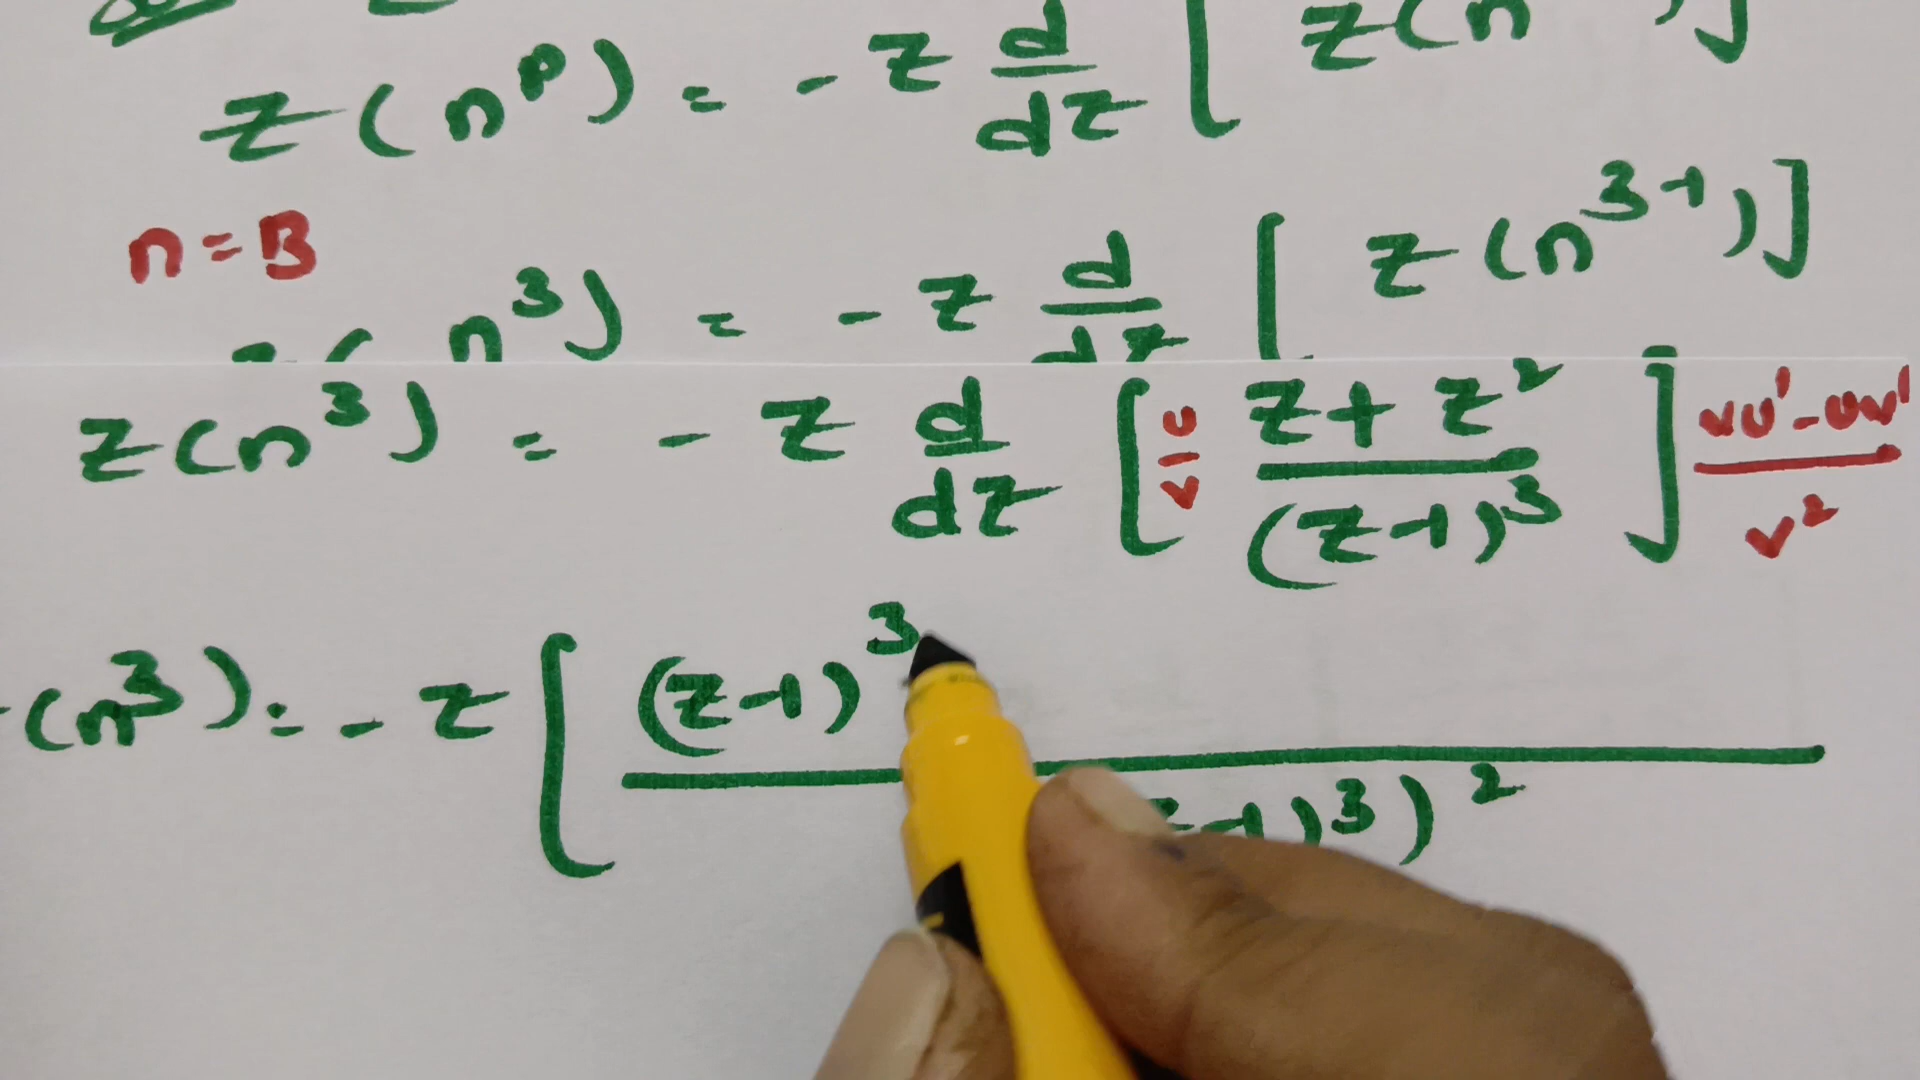 Z(n^p) = -Z d/dZ [Z(n
n=3
(n^3) = -Z d/dZ [Z(n^{3-1})]
Z(n^3) = -Z d/dZ [u/v (Z+Z^2)/(Z-1)^3] (vu'-uv')/v^2
(n^3) = -Z [(Z-1)^3 / -1)^3)^2